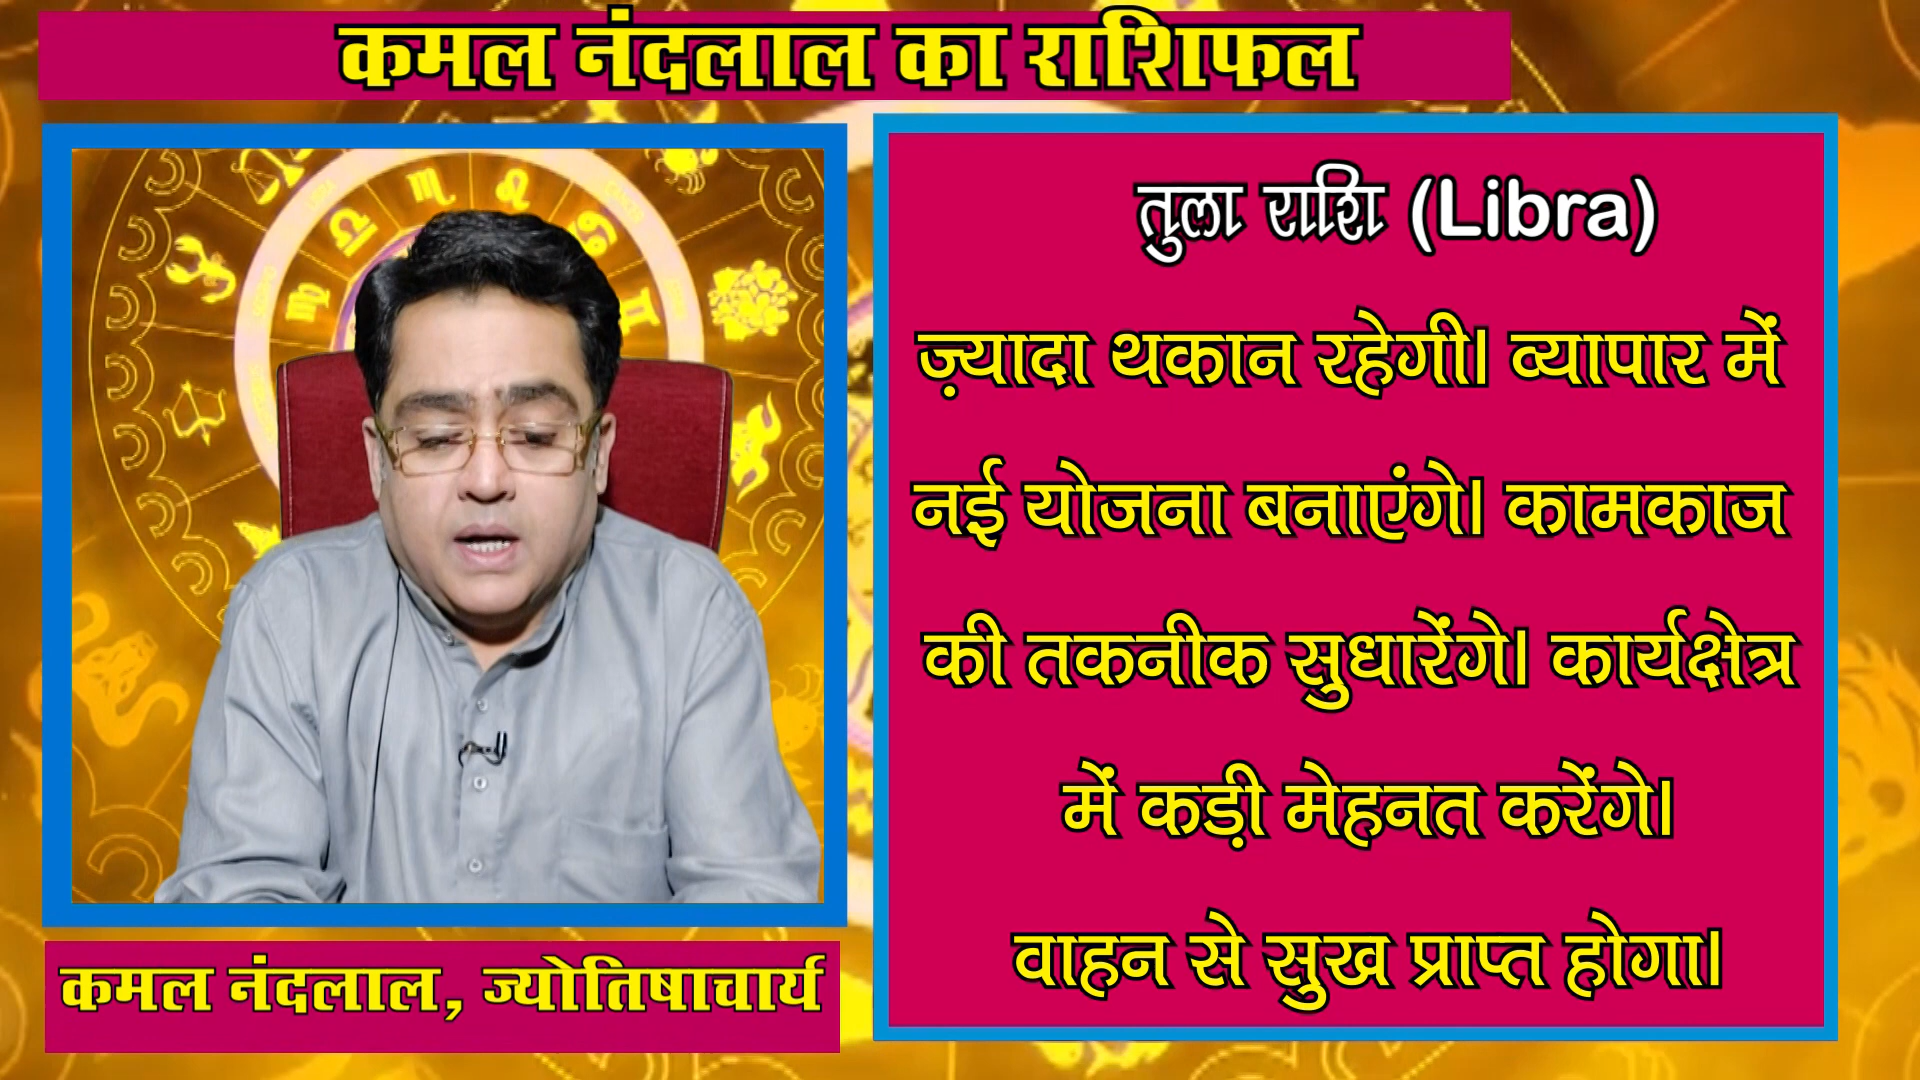 कमल नंदलाल का राशिफल
तुला राशि (Libra)
ज़्यादा थकान रहेगी। व्यापार में
नई योजना बनाएंगे। कामकाज
की तकनीक सुधारेंगे। कार्यक्षेत्र
में कड़ी मेहनत करेंगे।
वाहन से सुख प्राप्त होगा।
कमल नंदलाल, ज्योतिषाचार्य